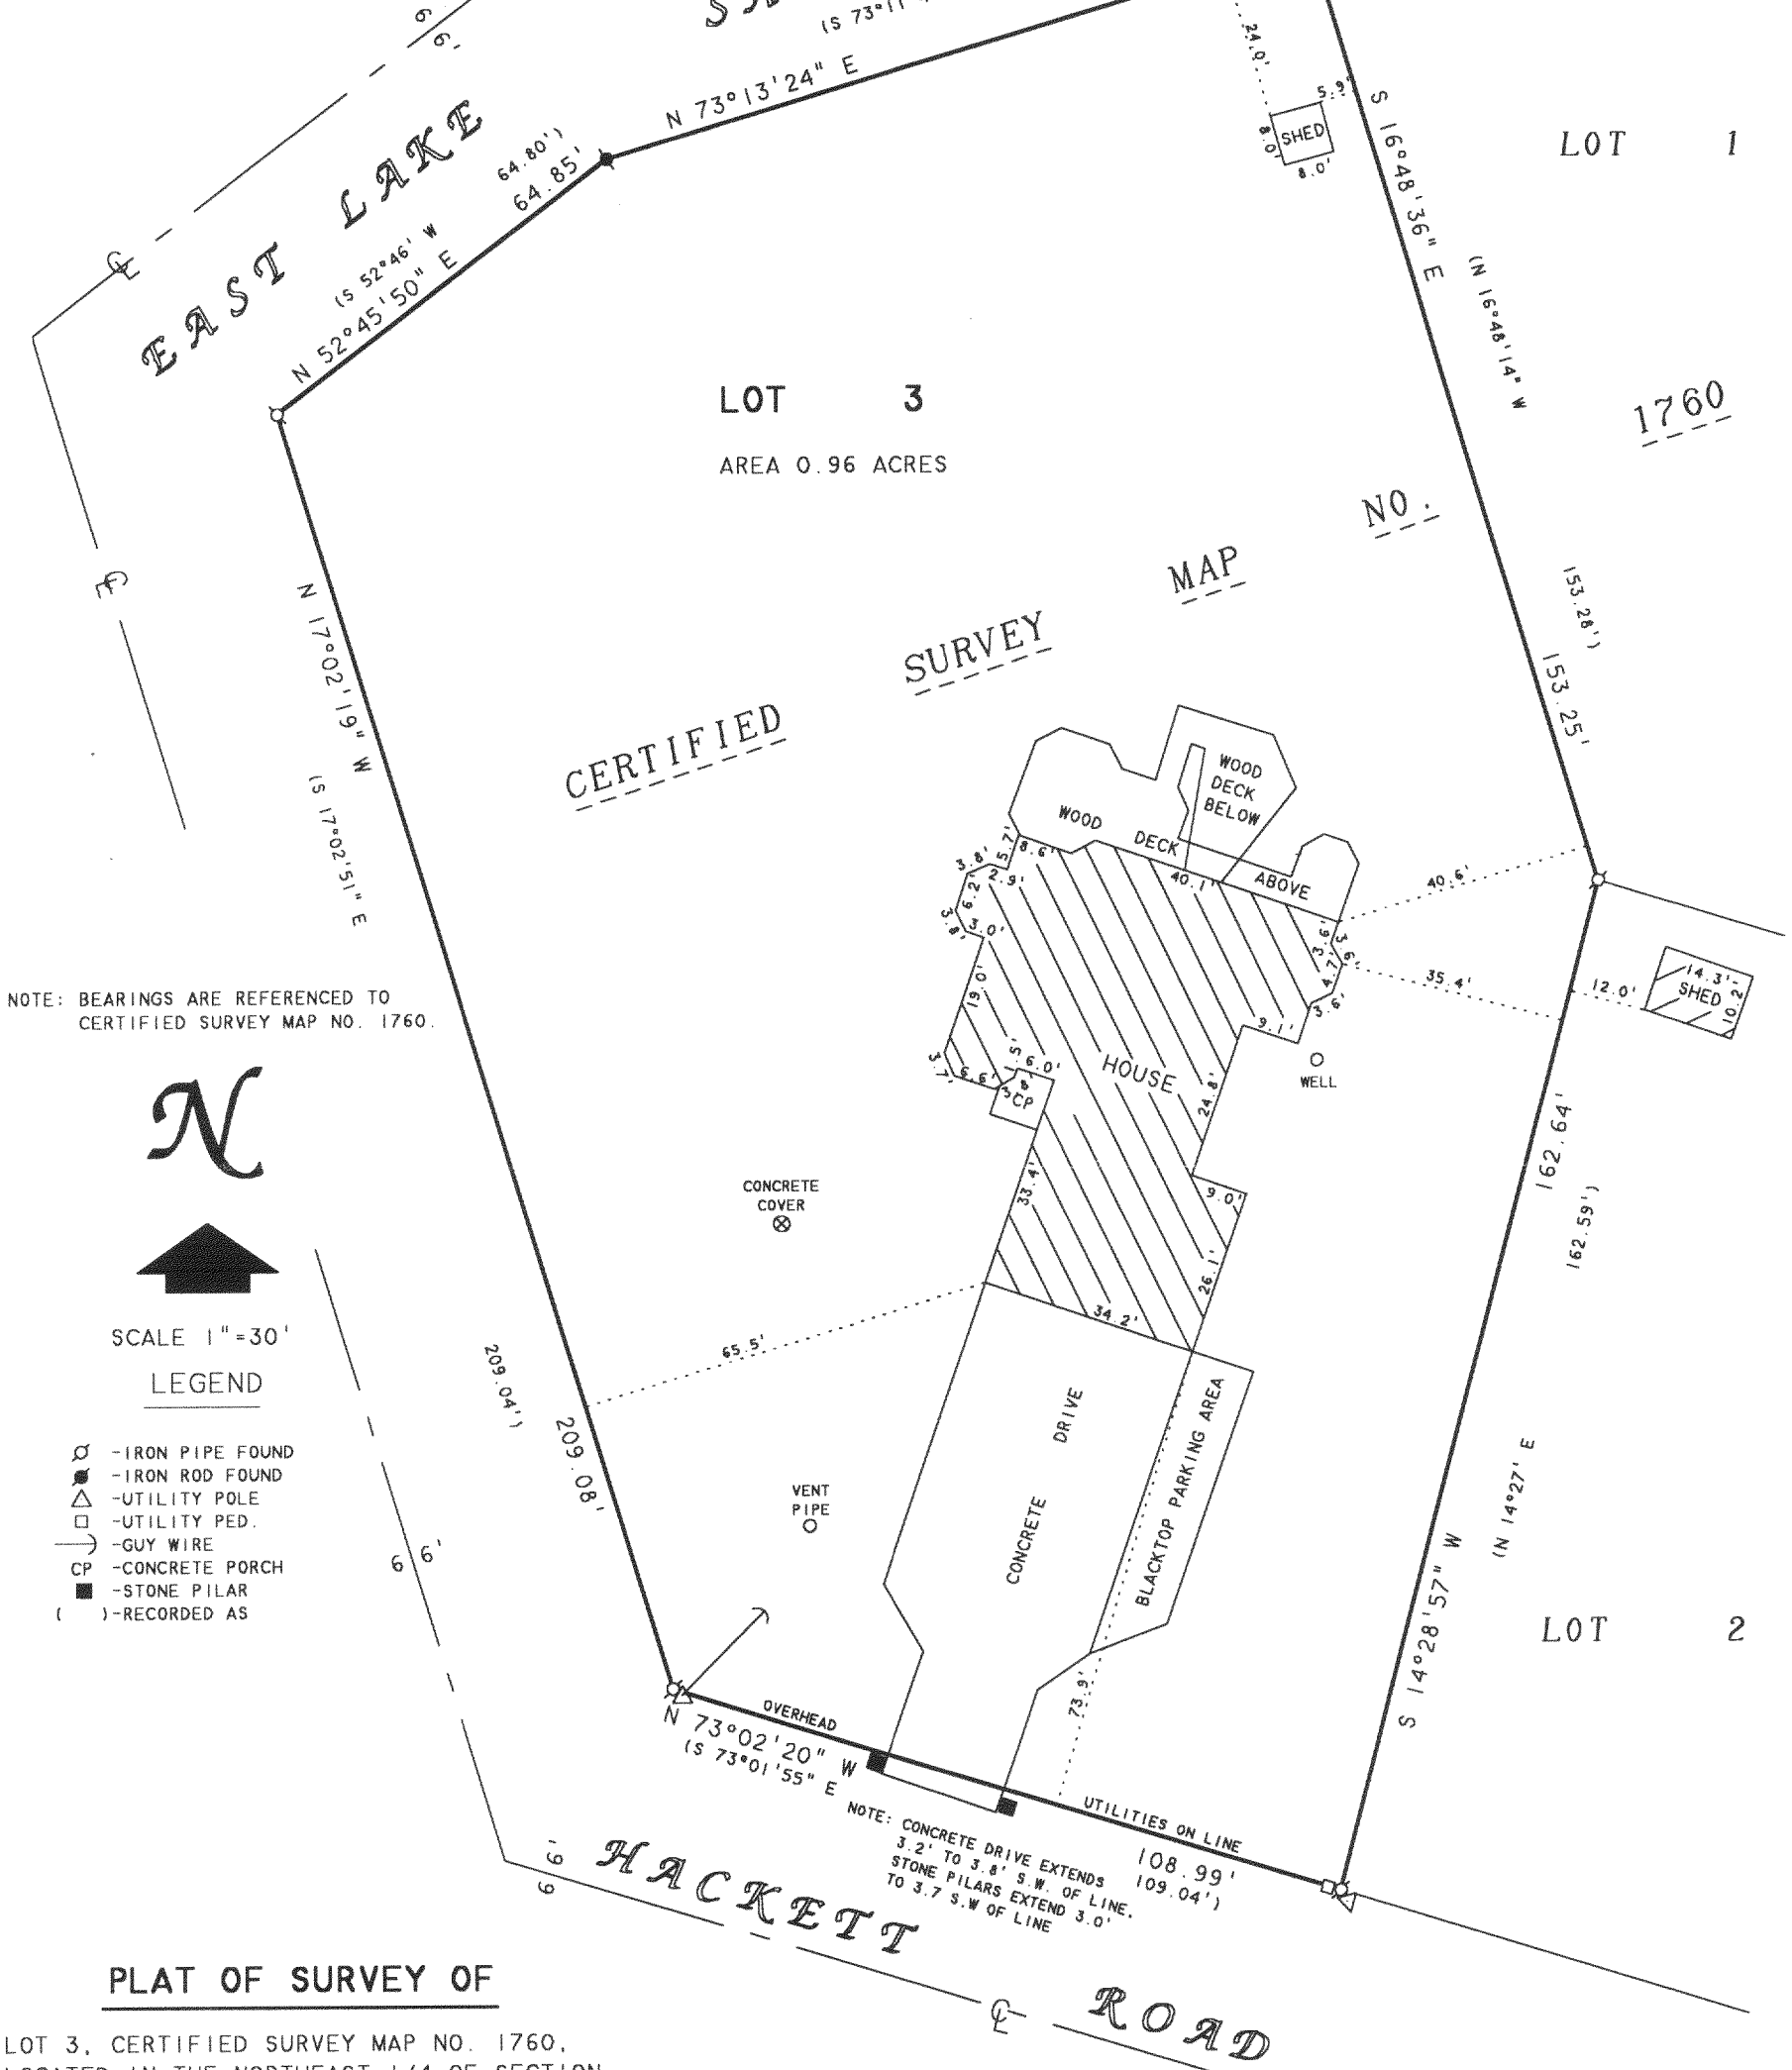 66'
(S 73°11'
N 73°13'24" E
24.0'
5.9'
SHED
8.0'
8.0'
S 16°48'36" E
(N 16°48'14" W
LOT 1
EAST LAKE
64.80')
64.85'
(S 52°46' W
N 52°45'50" E
LOT 3
AREA 0.96 ACRES
1760
NO.
MAP
SURVEY
CERTIFIED
153.28')
153.25'
N 17°02'19" W
(S 17°02'51" E
WOOD
DECK
BELOW
WOOD DECK ABOVE
3.8'
5.7'
8.6'
2.9'
6.2'
3.8'
3.0'
40.1'
40.6'
3.6'
3.6'
4.7'
3.6'
35.4'
12.0'
14.3'
SHED
10.2'
19.0'
9.1'
NOTE: BEARINGS ARE REFERENCED TO
CERTIFIED SURVEY MAP NO. 1760.
N
3.7'
6.6'
1.5'
6.0'
CP
HOUSE
24.8'
WELL
162.64'
162.59')
CONCRETE
COVER
33.4'
9.0'
26.1'
34.2'
65.5'
SCALE 1"=30'
LEGEND
-IRON PIPE FOUND
-IRON ROD FOUND
-UTILITY POLE
-UTILITY PED.
-GUY WIRE
CP -CONCRETE PORCH
-STONE PILAR
( )-RECORDED AS
209.04')
209.08'
66'
VENT
PIPE
CONCRETE DRIVE
BLACKTOP PARKING AREA
73.9'
(N 14°27' E
S 14°28'57" W
LOT 2
OVERHEAD
N 73°02'20" W
(S 73°01'55" E
UTILITIES ON LINE
108.99'
109.04')
NOTE: CONCRETE DRIVE EXTENDS
3.2' TO 3.8' S.W. OF LINE.
STONE PILARS EXTEND 3.0'
TO 3.7 S.W OF LINE
66'
HACKETT ROAD
PLAT OF SURVEY OF
LOT 3, CERTIFIED SURVEY MAP NO. 1760,
LOCATED IN THE NORTHEAST 1/4 OF SECTION